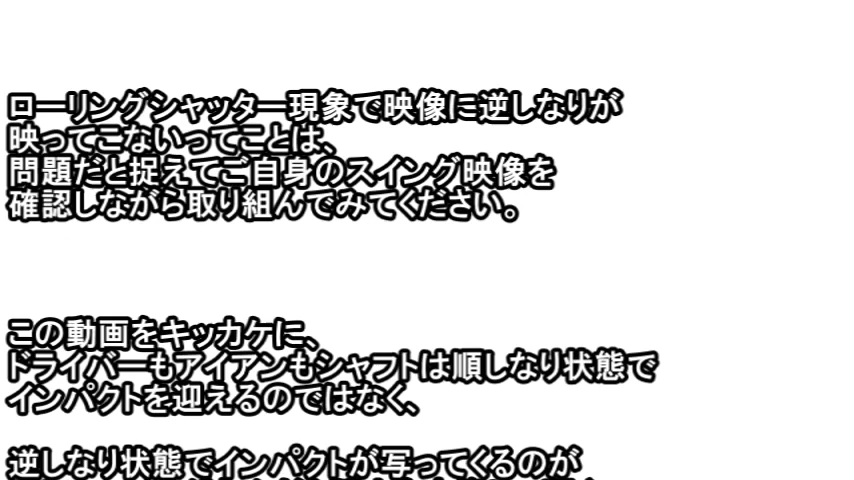 ローリングシャッター現象で映像に逆しなりが
映ってこないってことは、
問題だと捉えてご自身のスイング映像を
確認しながら取り組んでみてください。
この動画をキッカケに、
ドライバーもアイアンもシャフトは順しなり状態で
インパクトを迎えるのではなく、
逆しなり状態でインパクトが写ってくるのが